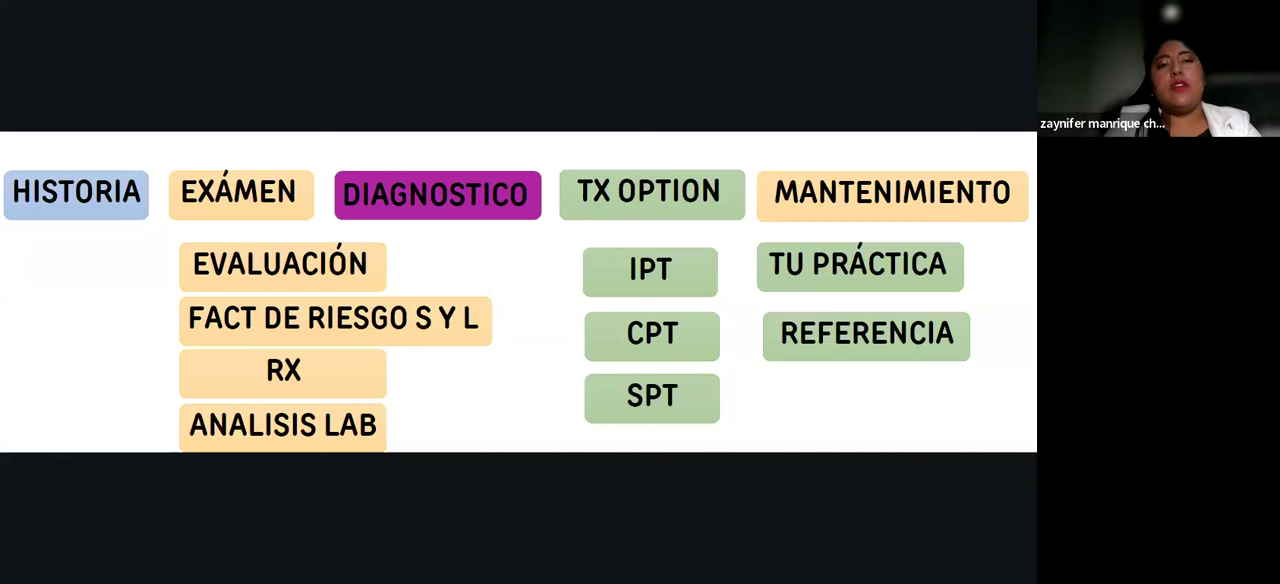 HISTORIA
EXÁMEN
DIAGNOSTICO
TX OPTION
MANTENIMIENTO
EVALUACIÓN
FACT DE RIESGO S Y L
RX
ANALISIS LAB
IPT
CPT
SPT
TU PRÁCTICA
REFERENCIA
zaynifer manrique ch...